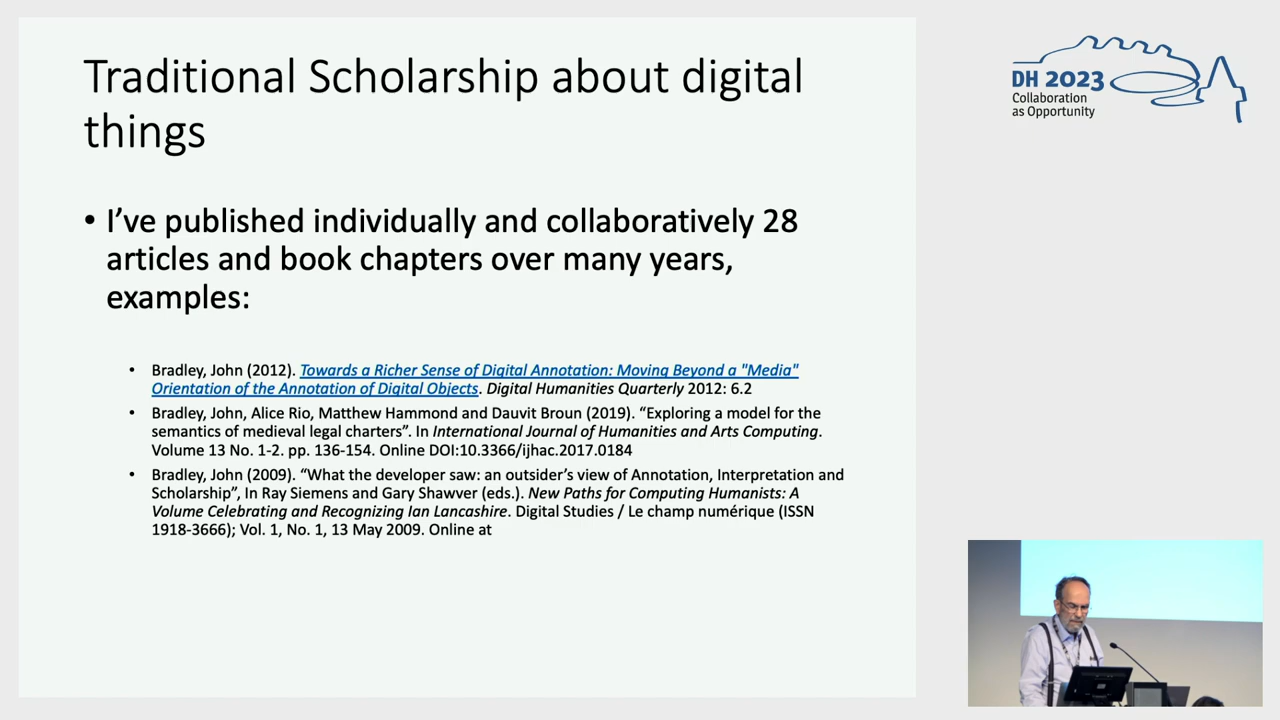 Traditional Scholarship about digital
things
• I’ve published individually and collaboratively 28
articles and book chapters over many years,
examples:
• Bradley, John (2012). Towards a Richer Sense of Digital Annotation: Moving Beyond a "Media"
Orientation of the Annotation of Digital Objects. Digital Humanities Quarterly 2012: 6.2
• Bradley, John, Alice Rio, Matthew Hammond and Dauvit Broun (2019). “Exploring a model for the
semantics of medieval legal charters”. In International Journal of Humanities and Arts Computing.
Volume 13 No. 1-2. pp. 136-154. Online DOI:10.3366/ijhac.2017.0184
• Bradley, John (2009). “What the developer saw: an outsider’s view of Annotation, Interpretation and
Scholarship”, In Ray Siemens and Gary Shawver (eds.). New Paths for Computing Humanists: A
Volume Celebrating and Recognizing Ian Lancashire. Digital Studies / Le champ numérique (ISSN
1918-3666); Vol. 1, No. 1, 13 May 2009. Online at
DH 2023
Collaboration
as Opportunity